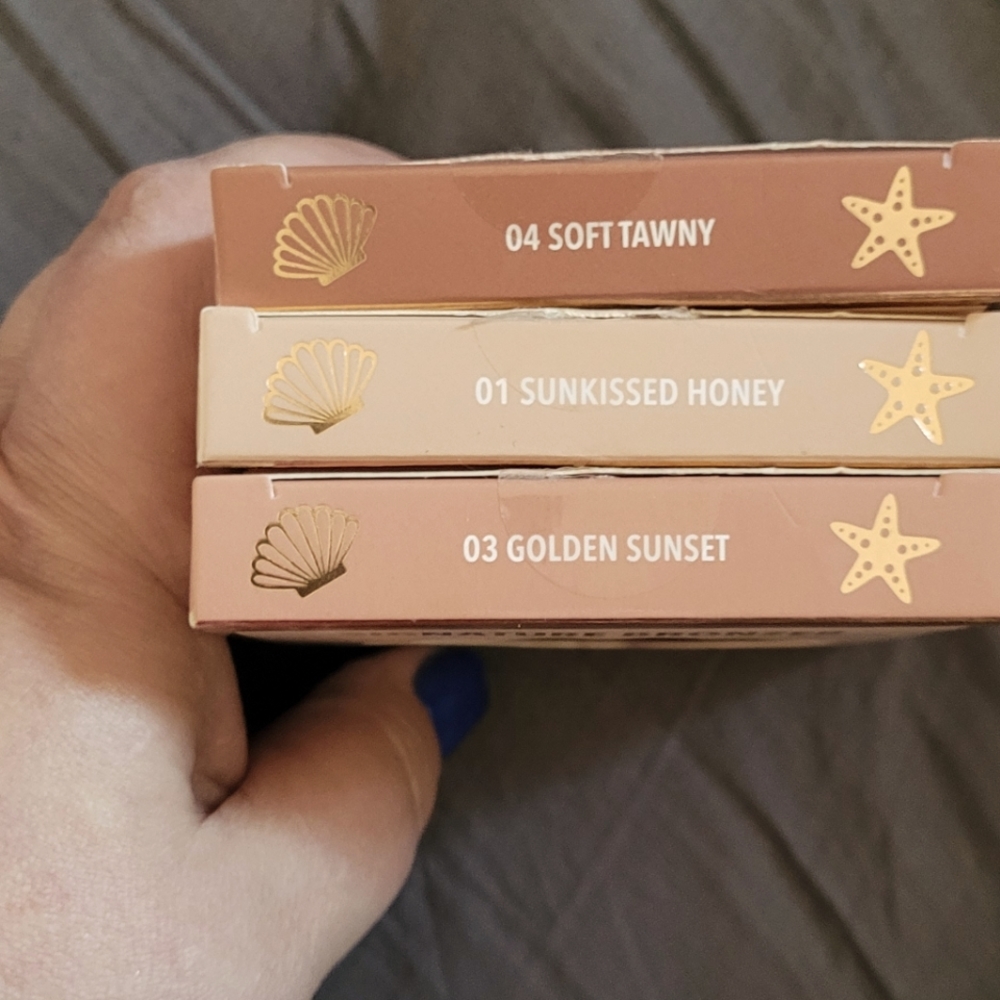 04 SOFT TAWNY
01 SUNKISSED HONEY
03 GOLDEN SUNSET